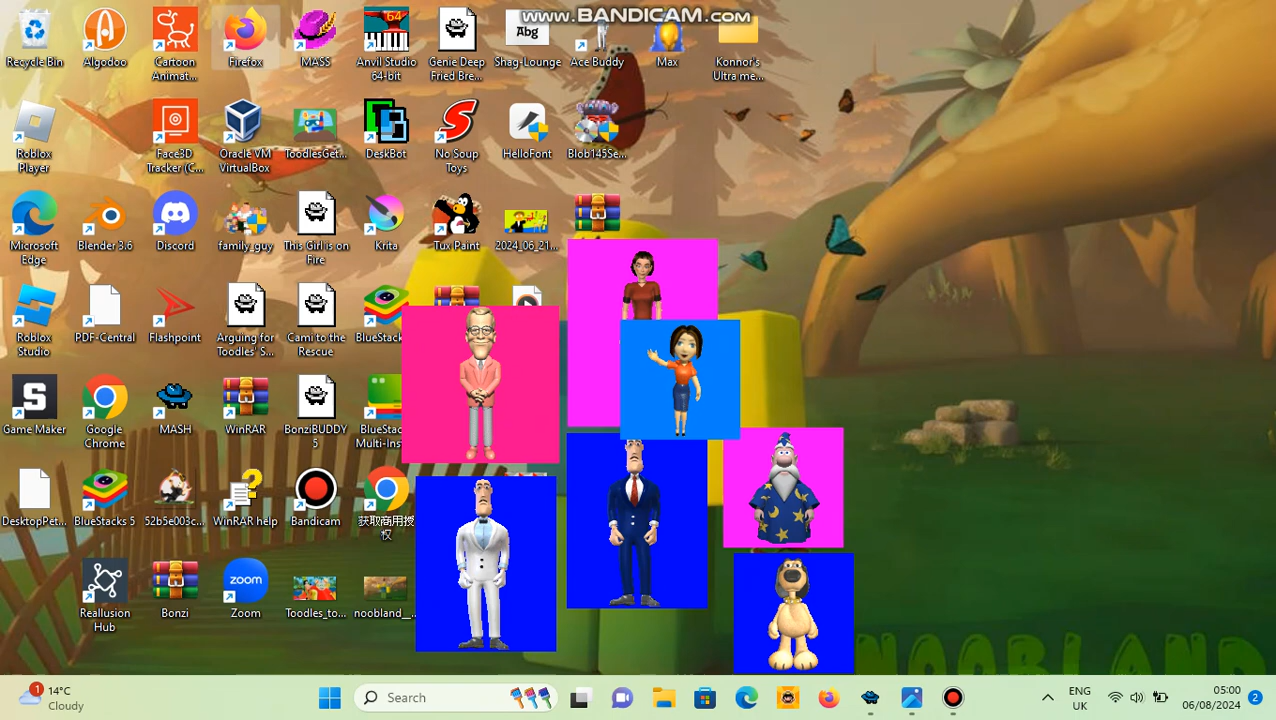 www.BANDICAM.com
Recycle Bin
Algodoo
Cartoon
Animat...
Firefox
MASS
Anvil Studio
64-bit
64
Genie Deep
Fried Bre...
Abg
Shag-Lounge
Ace Buddy
Max
Konnor's
Ultra me...
Roblox
Player
Face3D
Tracker (C...
Oracle VM
VirtualBox
ToodlesGet...
DeskBot
No Soup
Toys
HelloFont
Blob145Se...
Microsoft
Edge
Blender 3.6
Discord
family_guy
This Girl is on
Fire
Krita
Tux Paint
2024_06_21...
Roblox
Studio
PDF-Central
Flashpoint
Arguing for
Toodles' S...
Cami to the
Rescue
BlueStack
Game Maker
Google
Chrome
MASH
WinRAR
BonziBUDDY
5
BlueStac
Multi-Inst
DesktopPet...
BlueStacks 5
52b5e003c...
WinRAR help
Bandicam
获取商用授
权
Reallusion
Hub
Bonzi
zoom
Zoom
Toodles_to...
noobland__...
NOOBLAND
1
14°C
Cloudy
Search
ENG
UK
05:00
06/08/2024
2